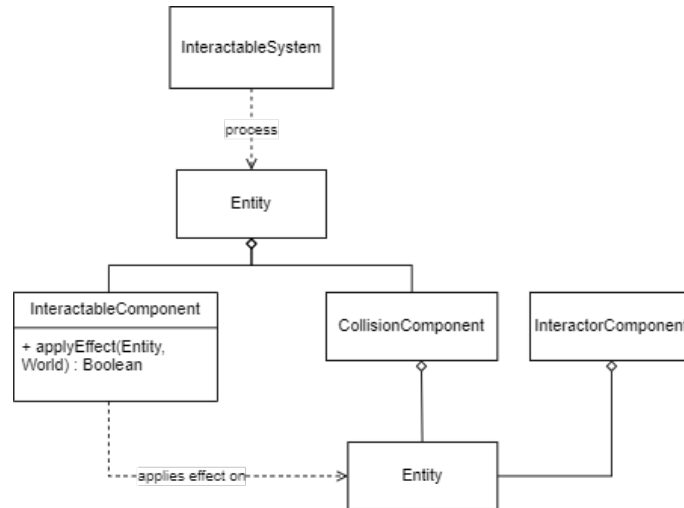 InteractableSystem
process
Entity
InteractableComponent
+ applyEffect(Entity,
World) : Boolean
CollisionComponent
InteractorComponent
applies effect on
Entity